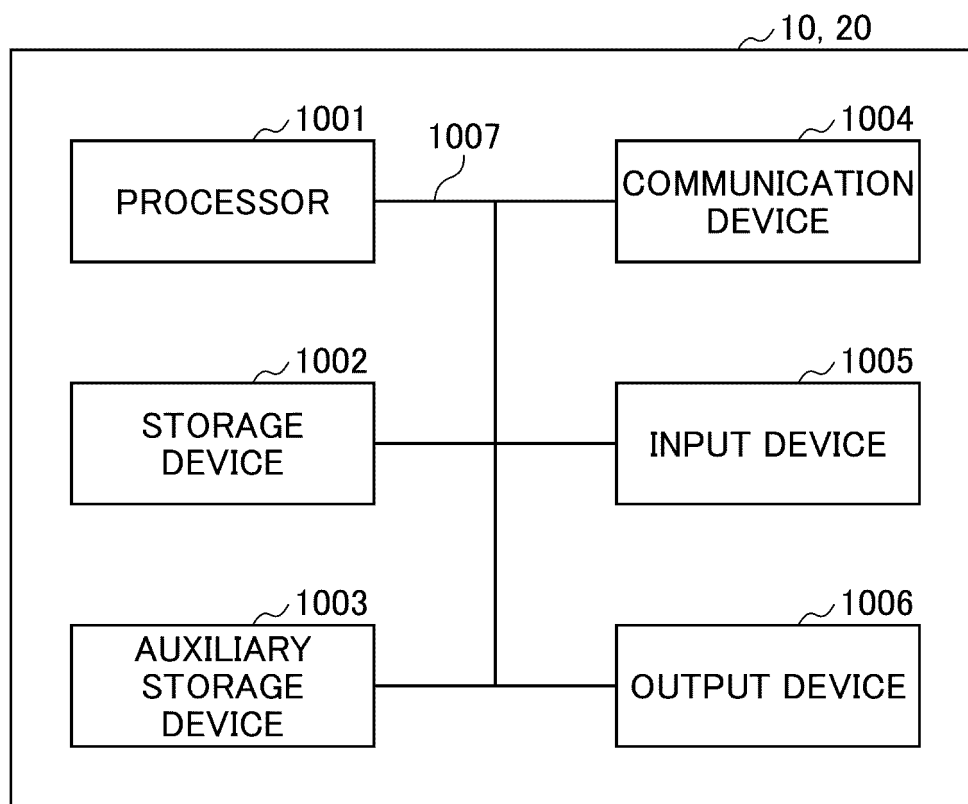 10, 20
1001
PROCESSOR
1007
1004
COMMUNICATION
DEVICE
1002
STORAGE
DEVICE
1005
INPUT DEVICE
1003
AUXILIARY
STORAGE
DEVICE
1006
OUTPUT DEVICE